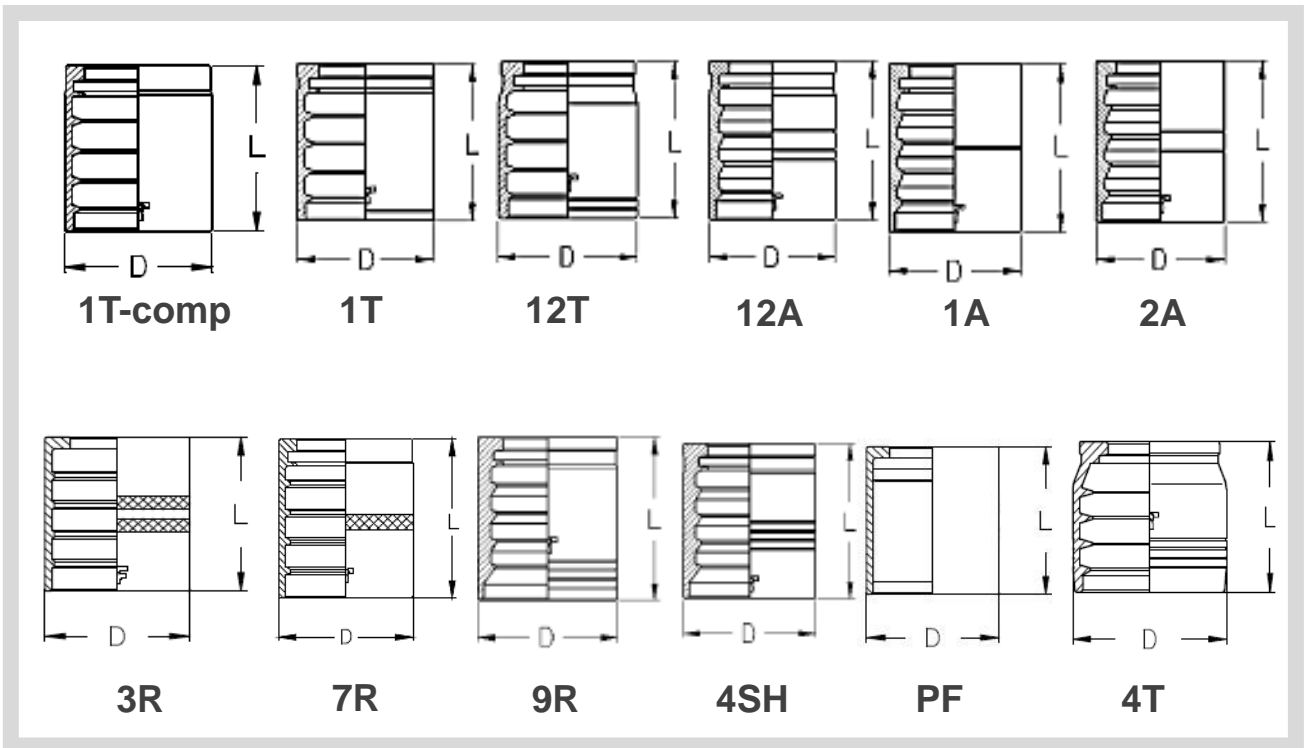 L L L L L L
D D D D D D
1T-comp 1T 12T 12A 1A 2A
L L L L L L
D D D D D D
3R 7R 9R 4SH PF 4T